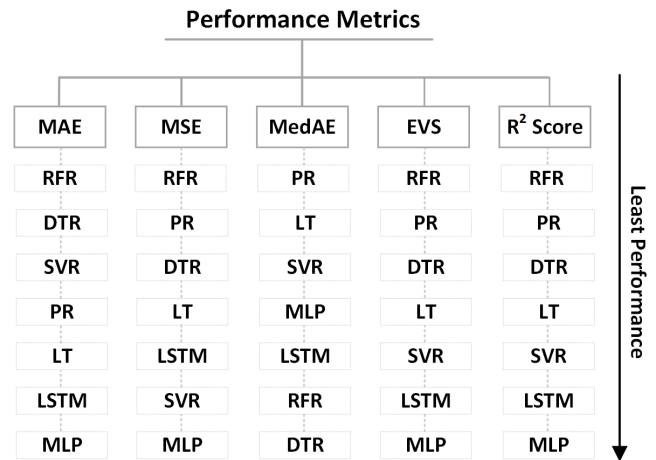 Performance Metrics
MAE MSE MedAE EVS R² Score
RFR RFR PR RFR RFR
DTR PR LT PR PR
SVR DTR SVR DTR DTR
PR LT MLP LT LT
LT LSTM LSTM SVR SVR
LSTM SVR RFR LSTM LSTM
MLP MLP DTR MLP MLP
Least Performance